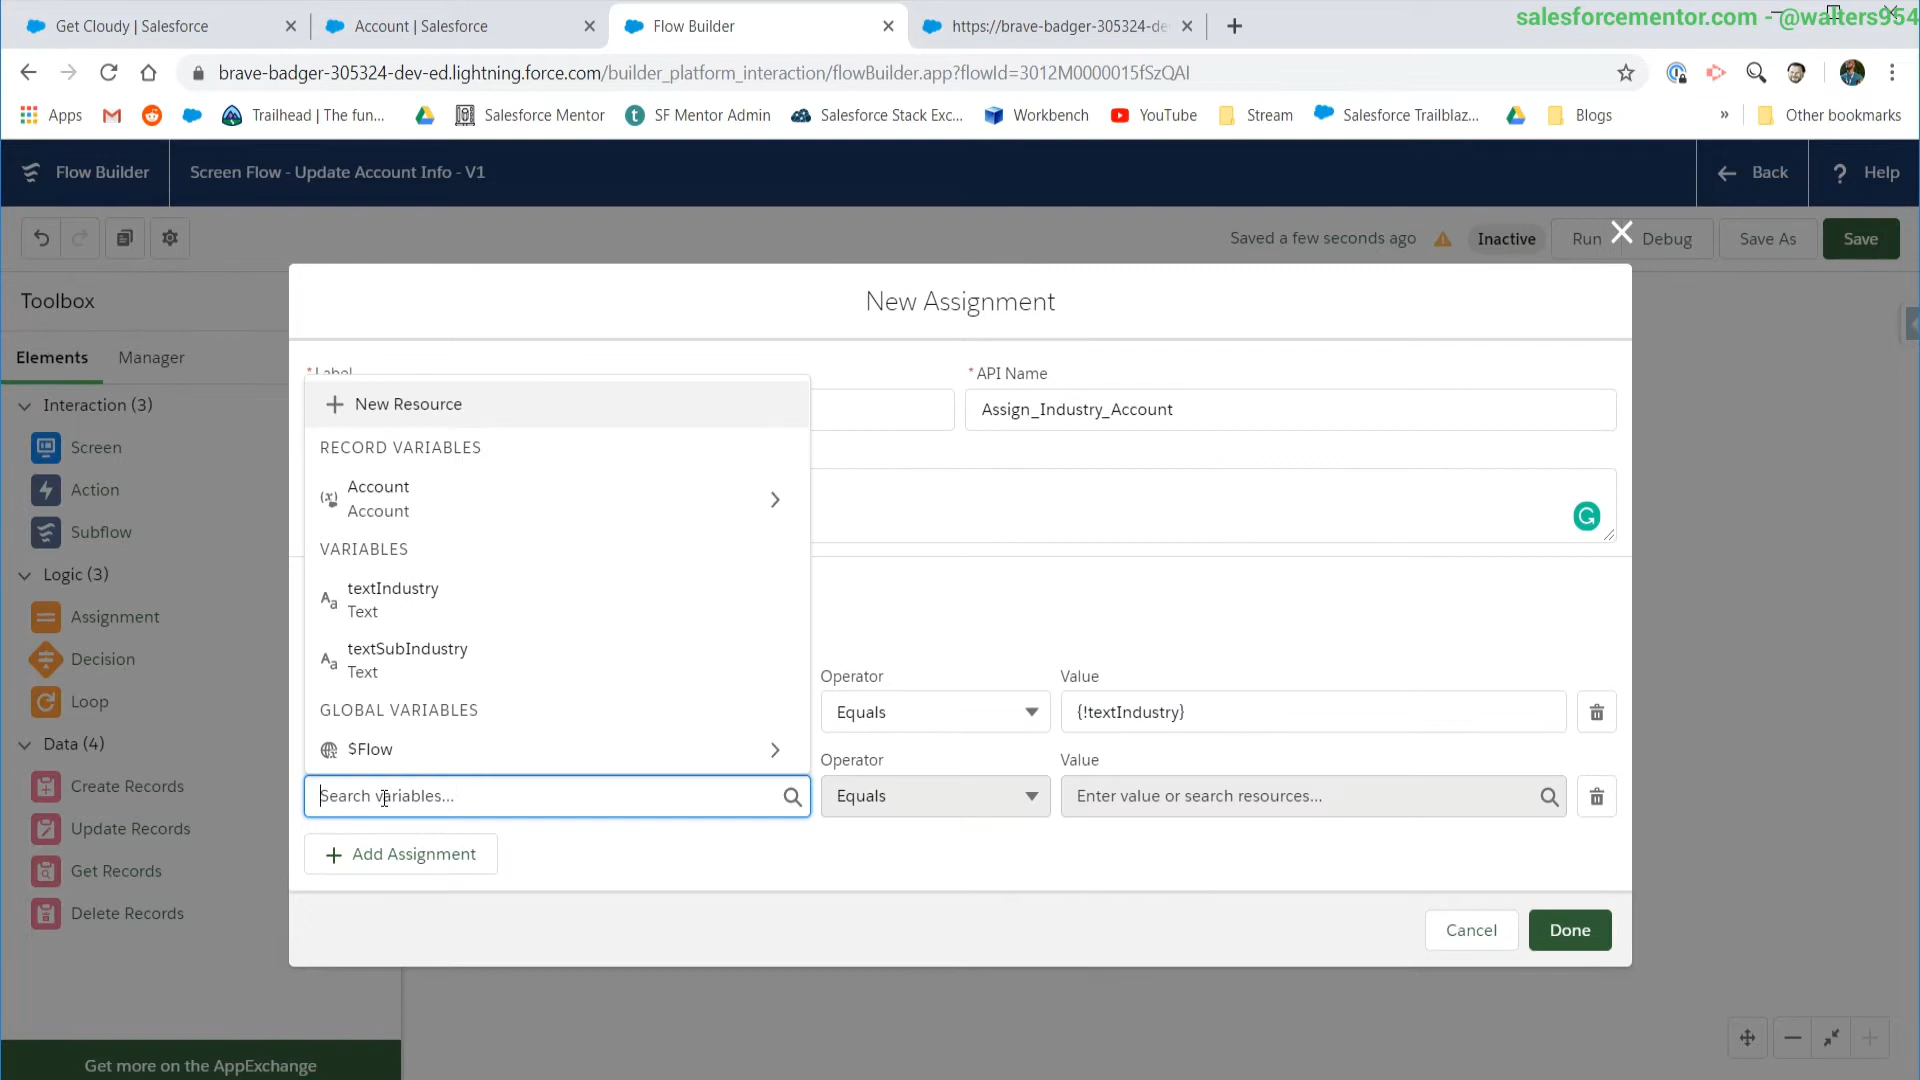 salesforcementor.com - @walters954
Get Cloudy | Salesforce
Account | Salesforce
Flow Builder
https://brave-badger-305324-de
brave-badger-305324-dev-ed.lightning.force.com/builder_platform_interaction/flowBuilder.app?flowId=3012M0000015fSzQAI
Apps
Trailhead | The fun...
Salesforce Mentor
SF Mentor Admin
Salesforce Stack Exc...
Workbench
YouTube
Stream
Salesforce Trailblaz...
Blogs
»
Other bookmarks
Flow Builder
Screen Flow - Update Account Info - V1
Back
? Help
Saved a few seconds ago
Inactive
Run
Debug
Save As
Save
Toolbox
Elements
Manager
Interaction (3)
Screen
Action
Subflow
Logic (3)
Assignment
Decision
Loop
Data (4)
Create Records
Update Records
Get Records
Delete Records
Get more on the AppExchange
New Assignment
* Label
* API Name
Assign_Industry_Account
+ New Resource
RECORD VARIABLES
Account
Account
VARIABLES
textIndustry
Text
textSubIndustry
Text
GLOBAL VARIABLES
$Flow
Operator
Value
Equals
{!textIndustry}
Operator
Value
Search variables...
Equals
Enter value or search resources...
+ Add Assignment
Cancel
Done